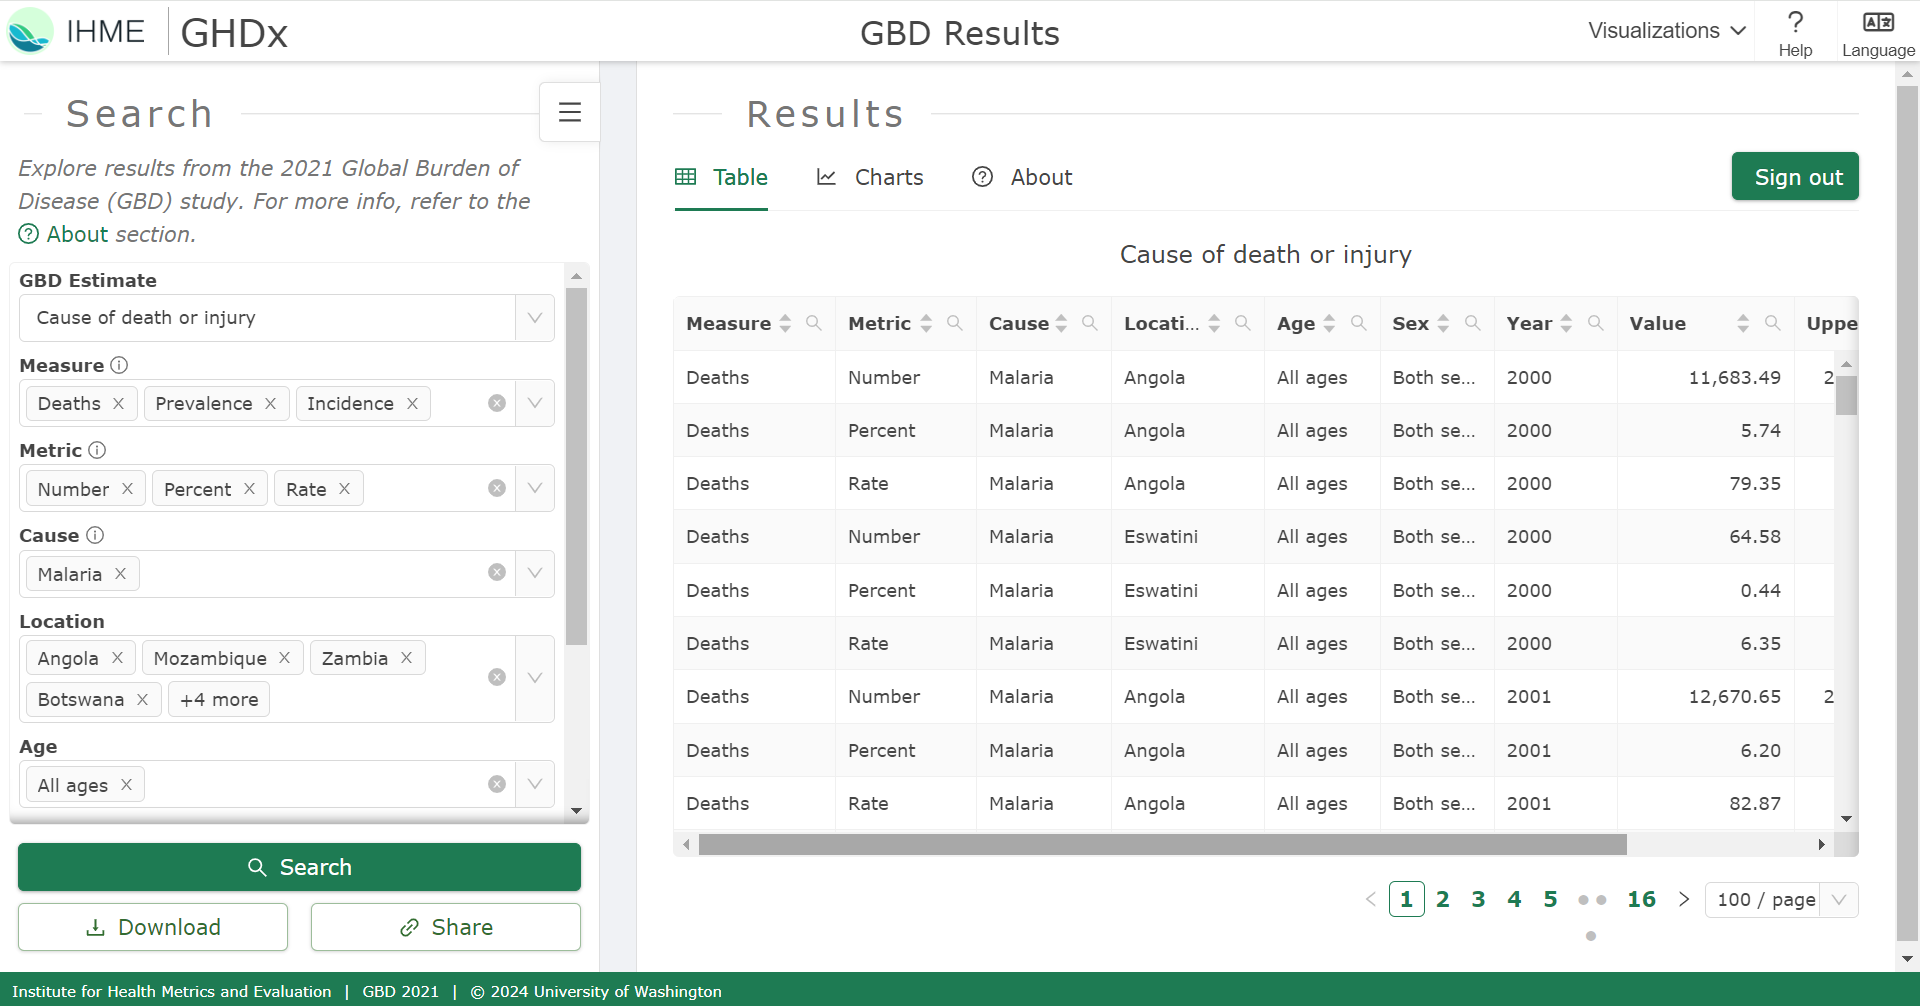 IHME GHDx
GBD Results
Visualizations
Help
Language
Search
Explore results from the 2021 Global Burden of
Disease (GBD) study. For more info, refer to the
About section.
GBD Estimate
Cause of death or injury
Measure
Deaths Prevalence Incidence
Metric
Number Percent Rate
Cause
Malaria
Location
Angola Mozambique Zambia
Botswana +4 more
Age
All ages
Search
Download Share
Results
Table Charts About
Sign out
Cause of death or injury
Measure Metric Cause Locati... Age Sex Year Value Uppe
Deaths Number Malaria Angola All ages Both se... 2000 11,683.49 2
Deaths Percent Malaria Angola All ages Both se... 2000 5.74
Deaths Rate Malaria Angola All ages Both se... 2000 79.35
Deaths Number Malaria Eswatini All ages Both se... 2000 64.58
Deaths Percent Malaria Eswatini All ages Both se... 2000 0.44
Deaths Rate Malaria Eswatini All ages Both se... 2000 6.35
Deaths Number Malaria Angola All ages Both se... 2001 12,670.65 2
Deaths Percent Malaria Angola All ages Both se... 2001 6.20
Deaths Rate Malaria Angola All ages Both se... 2001 82.87
1 2 3 4 5 ••• 16 100 / page
Institute for Health Metrics and Evaluation | GBD 2021 | © 2024 University of Washington